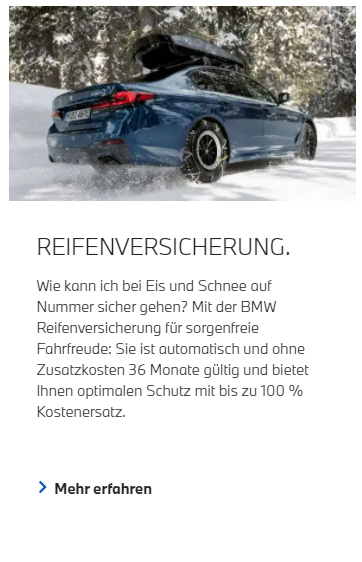 REIFENVERSICHERUNG.
Wie kann ich bei Eis und Schnee auf
Nummer sicher gehen? Mit der BMW
Reifenversicherung für sorgenfreie
Fahrfreude: Sie ist automatisch und ohne
Zusatzkosten 36 Monate gültig und bietet
Ihnen optimalen Schutz mit bis zu 100 %
Kostenersatz.
Mehr erfahren